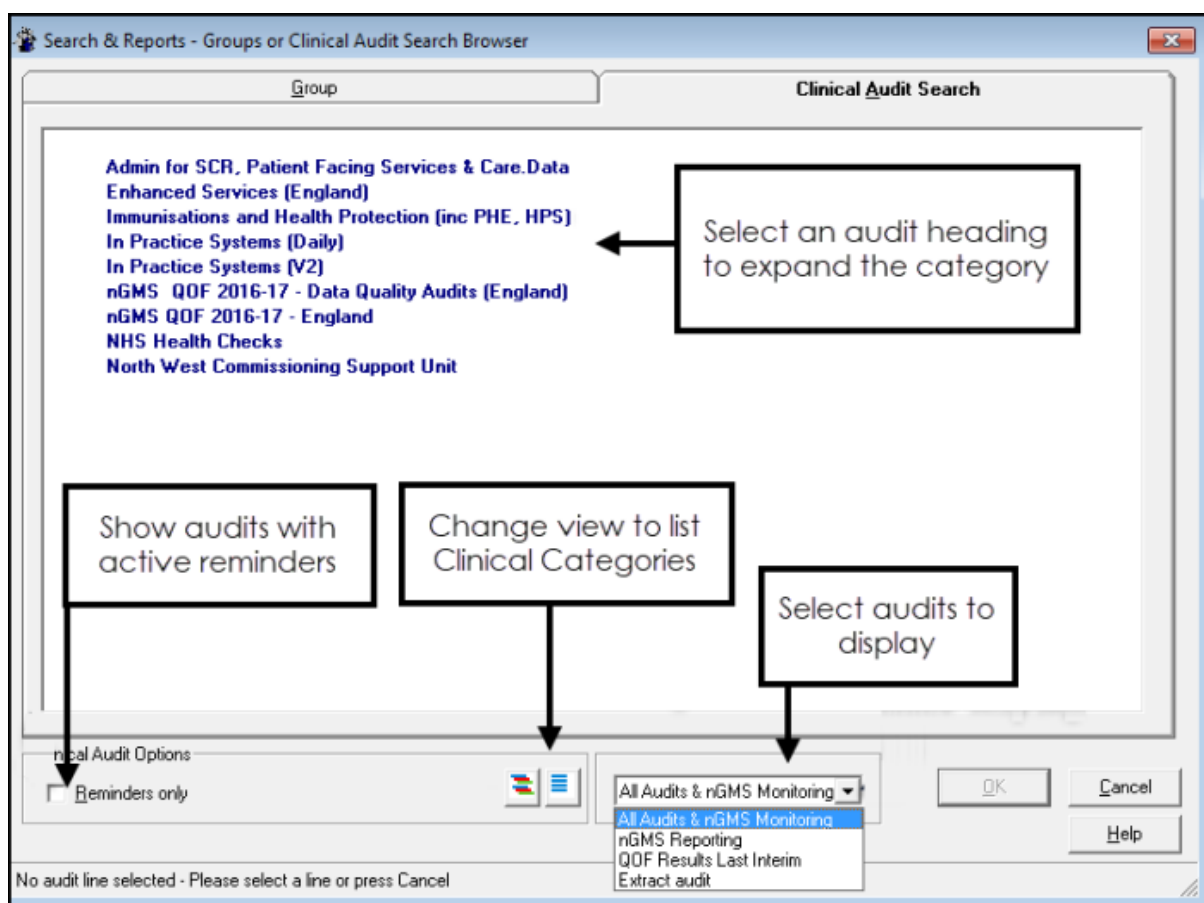 Search & Reports - Groups or Clinical Audit Search Browser
Group
Clinical Audit Search
Admin for SCR, Patient Facing Services & Care.Data
Enhanced Services (England)
Immunisations and Health Protection (inc PHE, HPS)
In Practice Systems (Daily)
In Practice Systems (V2)
nGMS QOF 2016-17 - Data Quality Audits (England)
nGMS QOF 2016-17 - England
NHS Health Checks
North West Commissioning Support Unit
Select an audit heading
to expand the category
Show audits with
active reminders
Change view to list
Clinical Categories
Select audits to
display
nical Audit Options
Reminders only
All Audits & nGMS Monitoring
All Audits & nGMS Monitoring
nGMS Reporting
QOF Results Last Interim
Extract audit
OK
Cancel
Help
No audit line selected - Please select a line or press Cancel